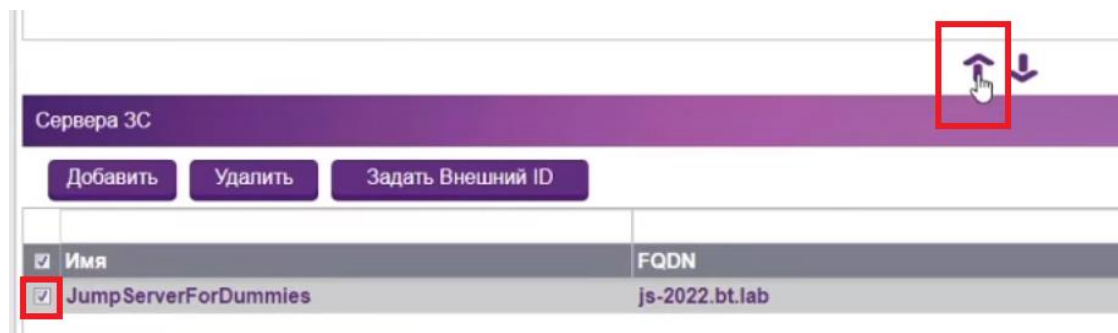 Сервера ЗС
Добавить Удалить Задать Внешний ID
Имя FQDN
JumpServerForDummies js-2022.bt.lab